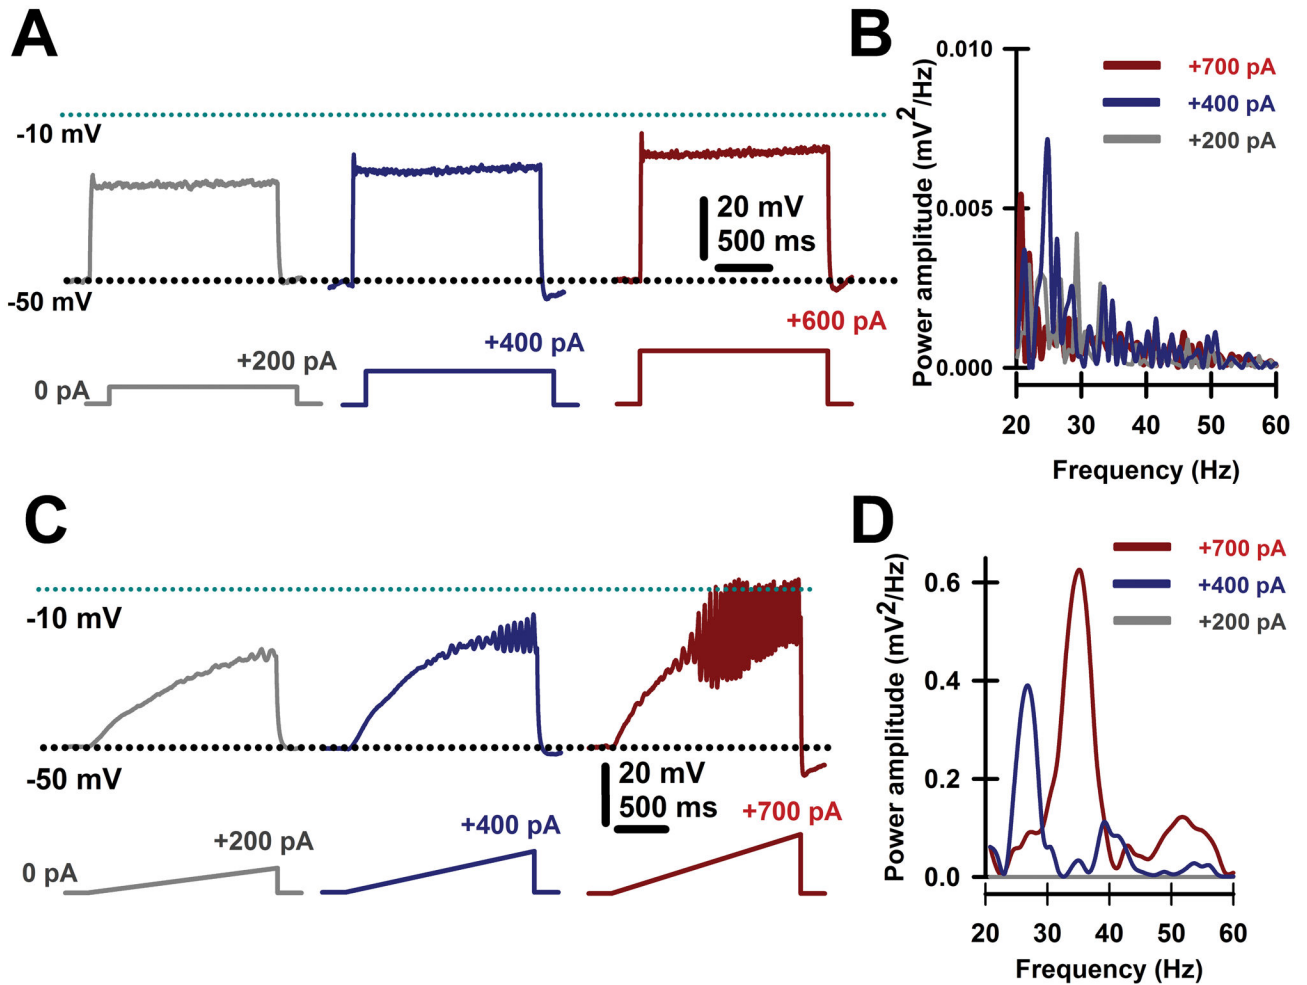 A
-10 mV
-50 mV
20 mV
500 ms
+200 pA
+400 pA
+600 pA
0 pA
B
Power amplitude (mV2/Hz)
0.010
0.005
0.000
+700 pA
+400 pA
+200 pA
20 30 40 50 60
Frequency (Hz)
C
-10 mV
-50 mV
20 mV
500 ms
+200 pA
+400 pA
+700 pA
0 pA
D
Power amplitude (mV2/Hz)
0.6
0.4
0.2
0.0
+700 pA
+400 pA
+200 pA
20 30 40 50 60
Frequency (Hz)